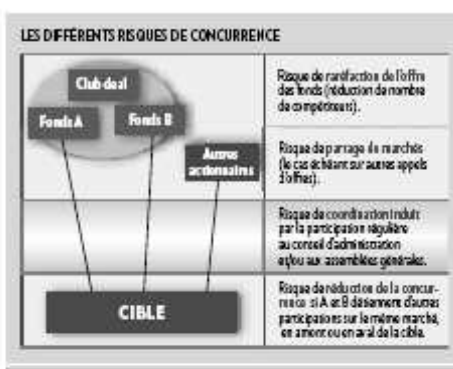 LES DIFFÉRENTS RISQUES DE CONCURRENCE
Club deal
Fonds A
Fonds B
Autres
actionnaires
CIBLE
Risque de raréfaction de l'offre
des fonds (réduction de nombre
de compétiteurs).
Risque de partage de marchés
(le cas échéant sur autres appels
d'offres).
Risque de coordination induit
par la participation régulière
au conseil d'administration
et/ou aux assemblées générales.
Risque de réduction de la concur-
rence si A et B détiennent d'autres
participations sur le même marché,
en amont ou en aval de la cible.